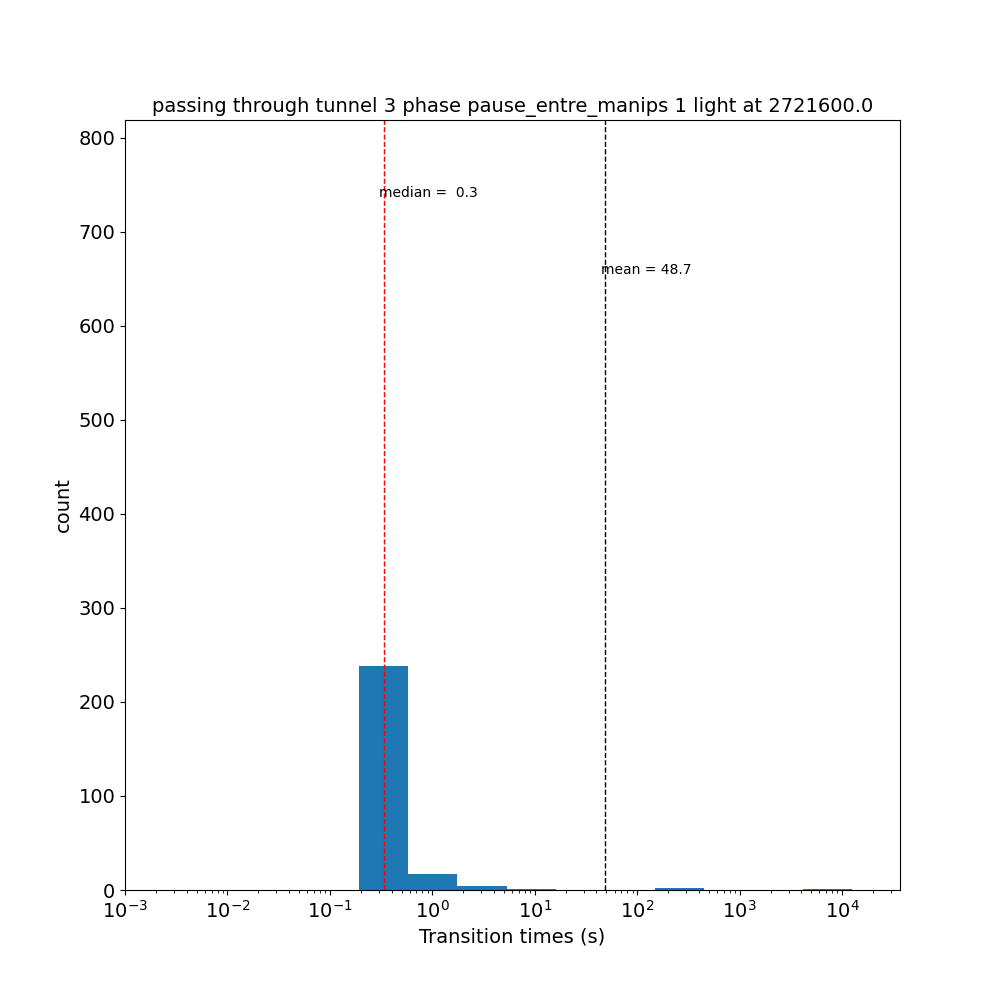 passing through tunnel 3 phase pause_entre_manips 1 light at 2721600.0
800
median =  0.3
700
mean = 48.7
600
500
count
400
300
200
100
0
10⁻³ 10⁻² 10⁻¹ 10⁰ 10¹ 10² 10³ 10⁴
Transition times (s)